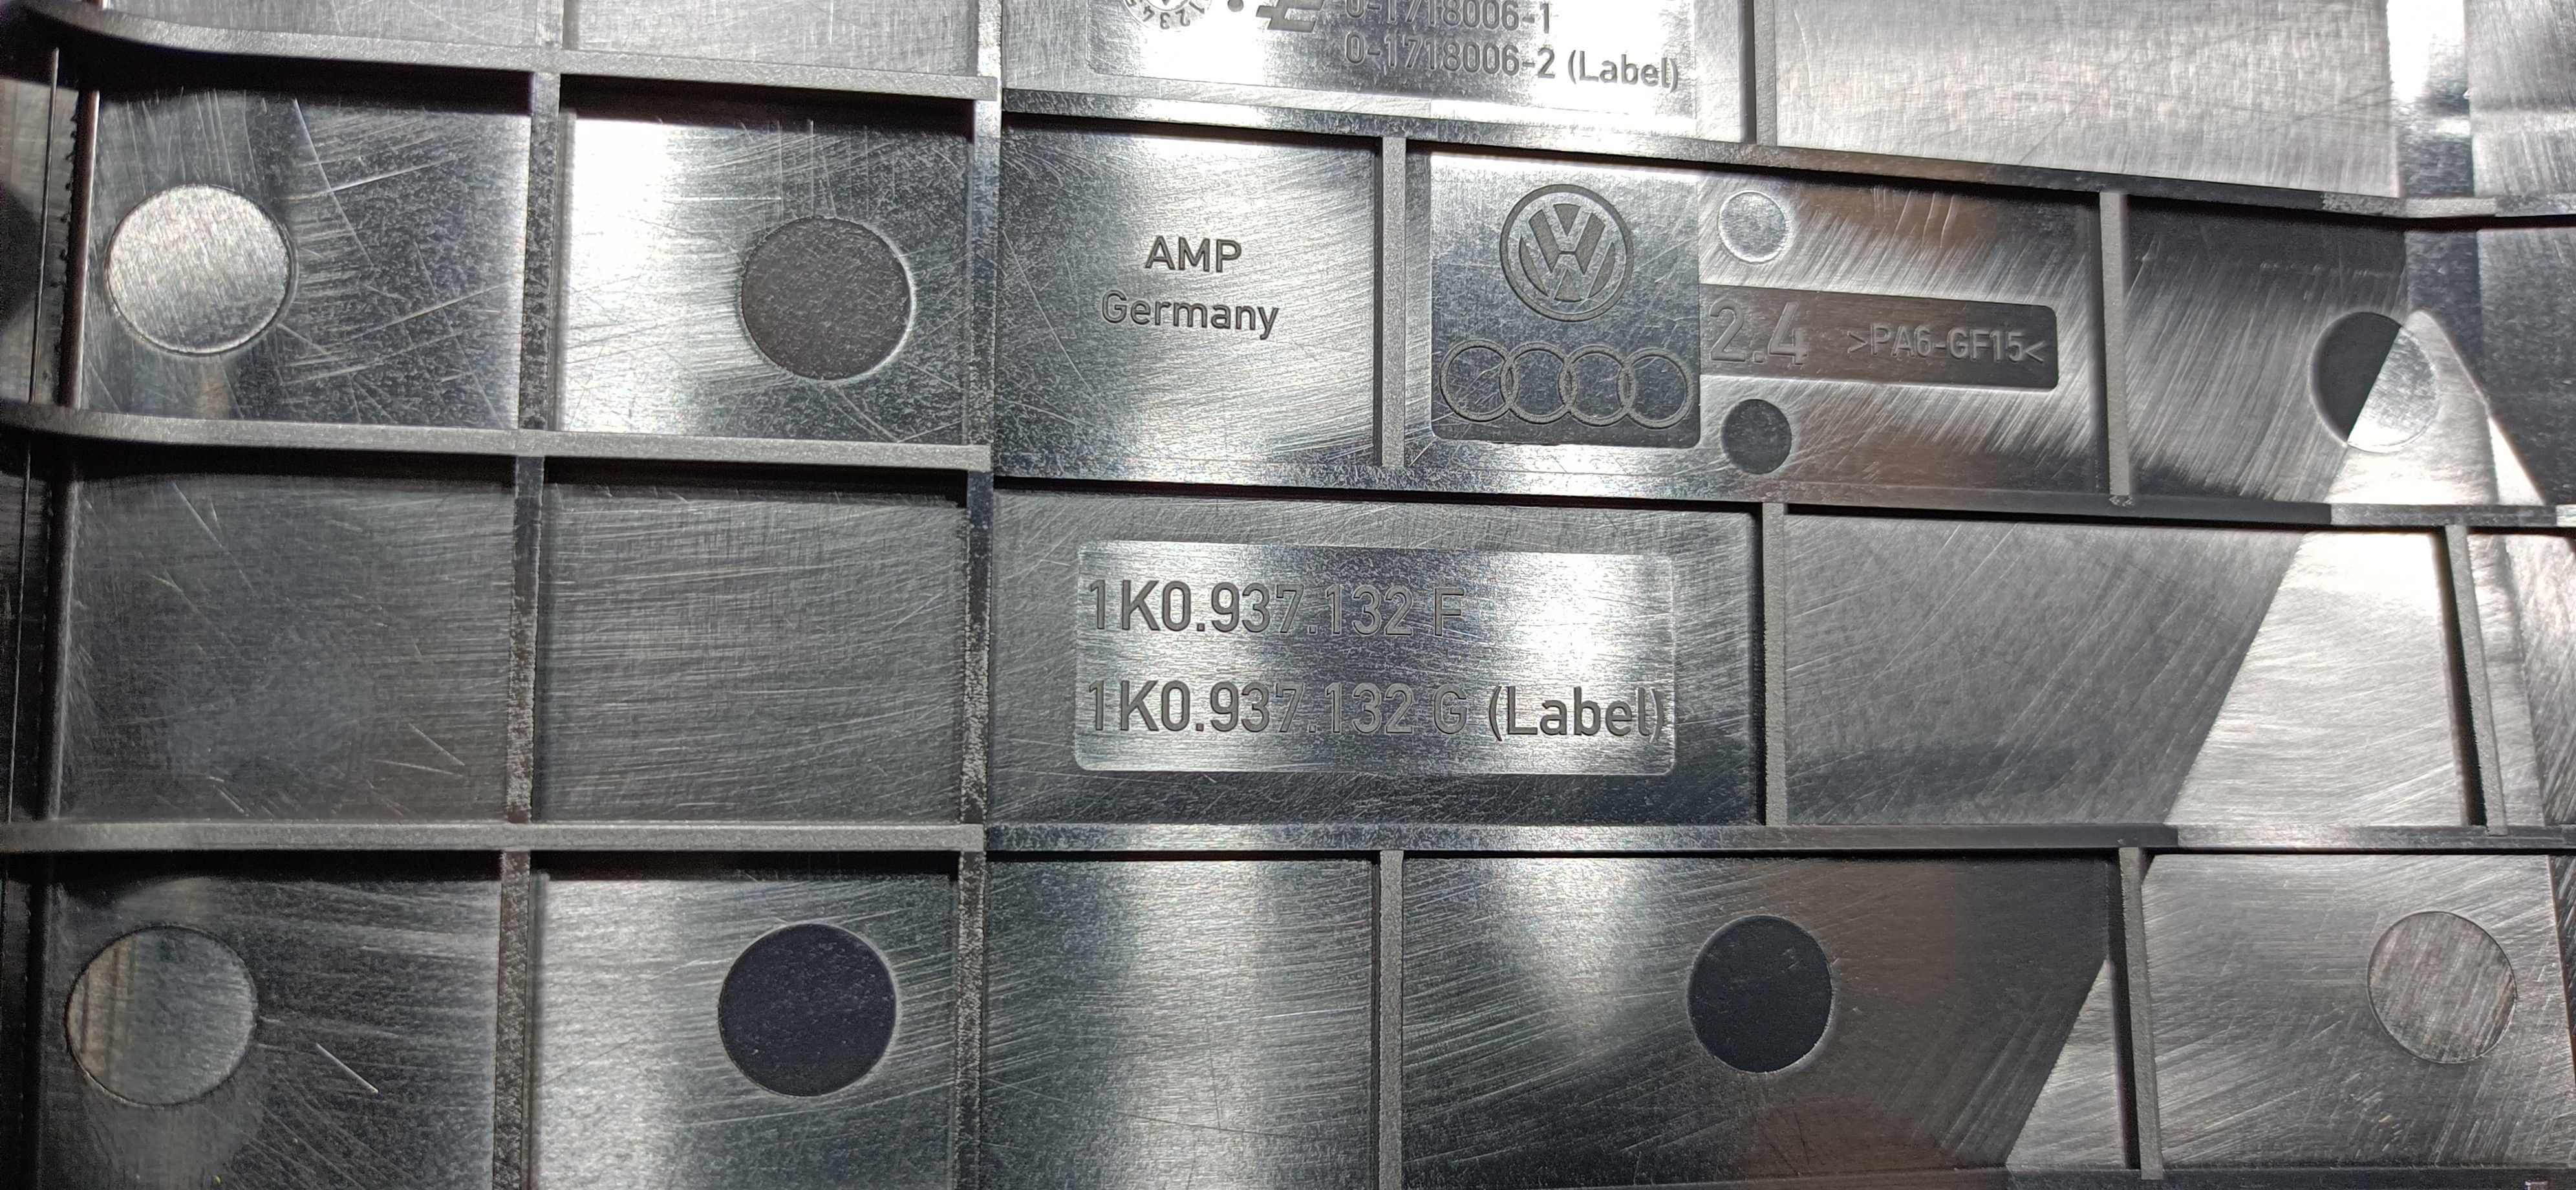 0-1718006-1
0-1718006-2 (Label)
AMP
Germany
2.4 >PA6-GF15<
1K0.937.132 F
1K0.937.132 G (Label)